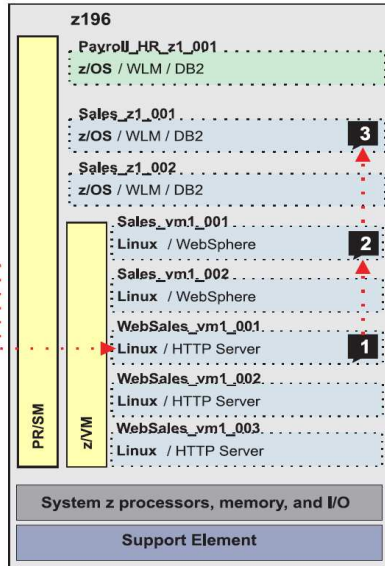 z196
Payroll_HR_z1_001
z/OS / WLM / DB2
Sales_z1_001
z/OS / WLM / DB2
3
Sales_z1_002
z/OS / WLM / DB2
Sales_vm1_001
Linux / WebSphere
2
Sales_vm1_002
Linux / WebSphere
WebSales_vm1_001
Linux / HTTP Server
1
WebSales_vm1_002
Linux / HTTP Server
WebSales_vm1_003
Linux / HTTP Server
PR/SM
z/VM
System z processors, memory, and I/O
Support Element